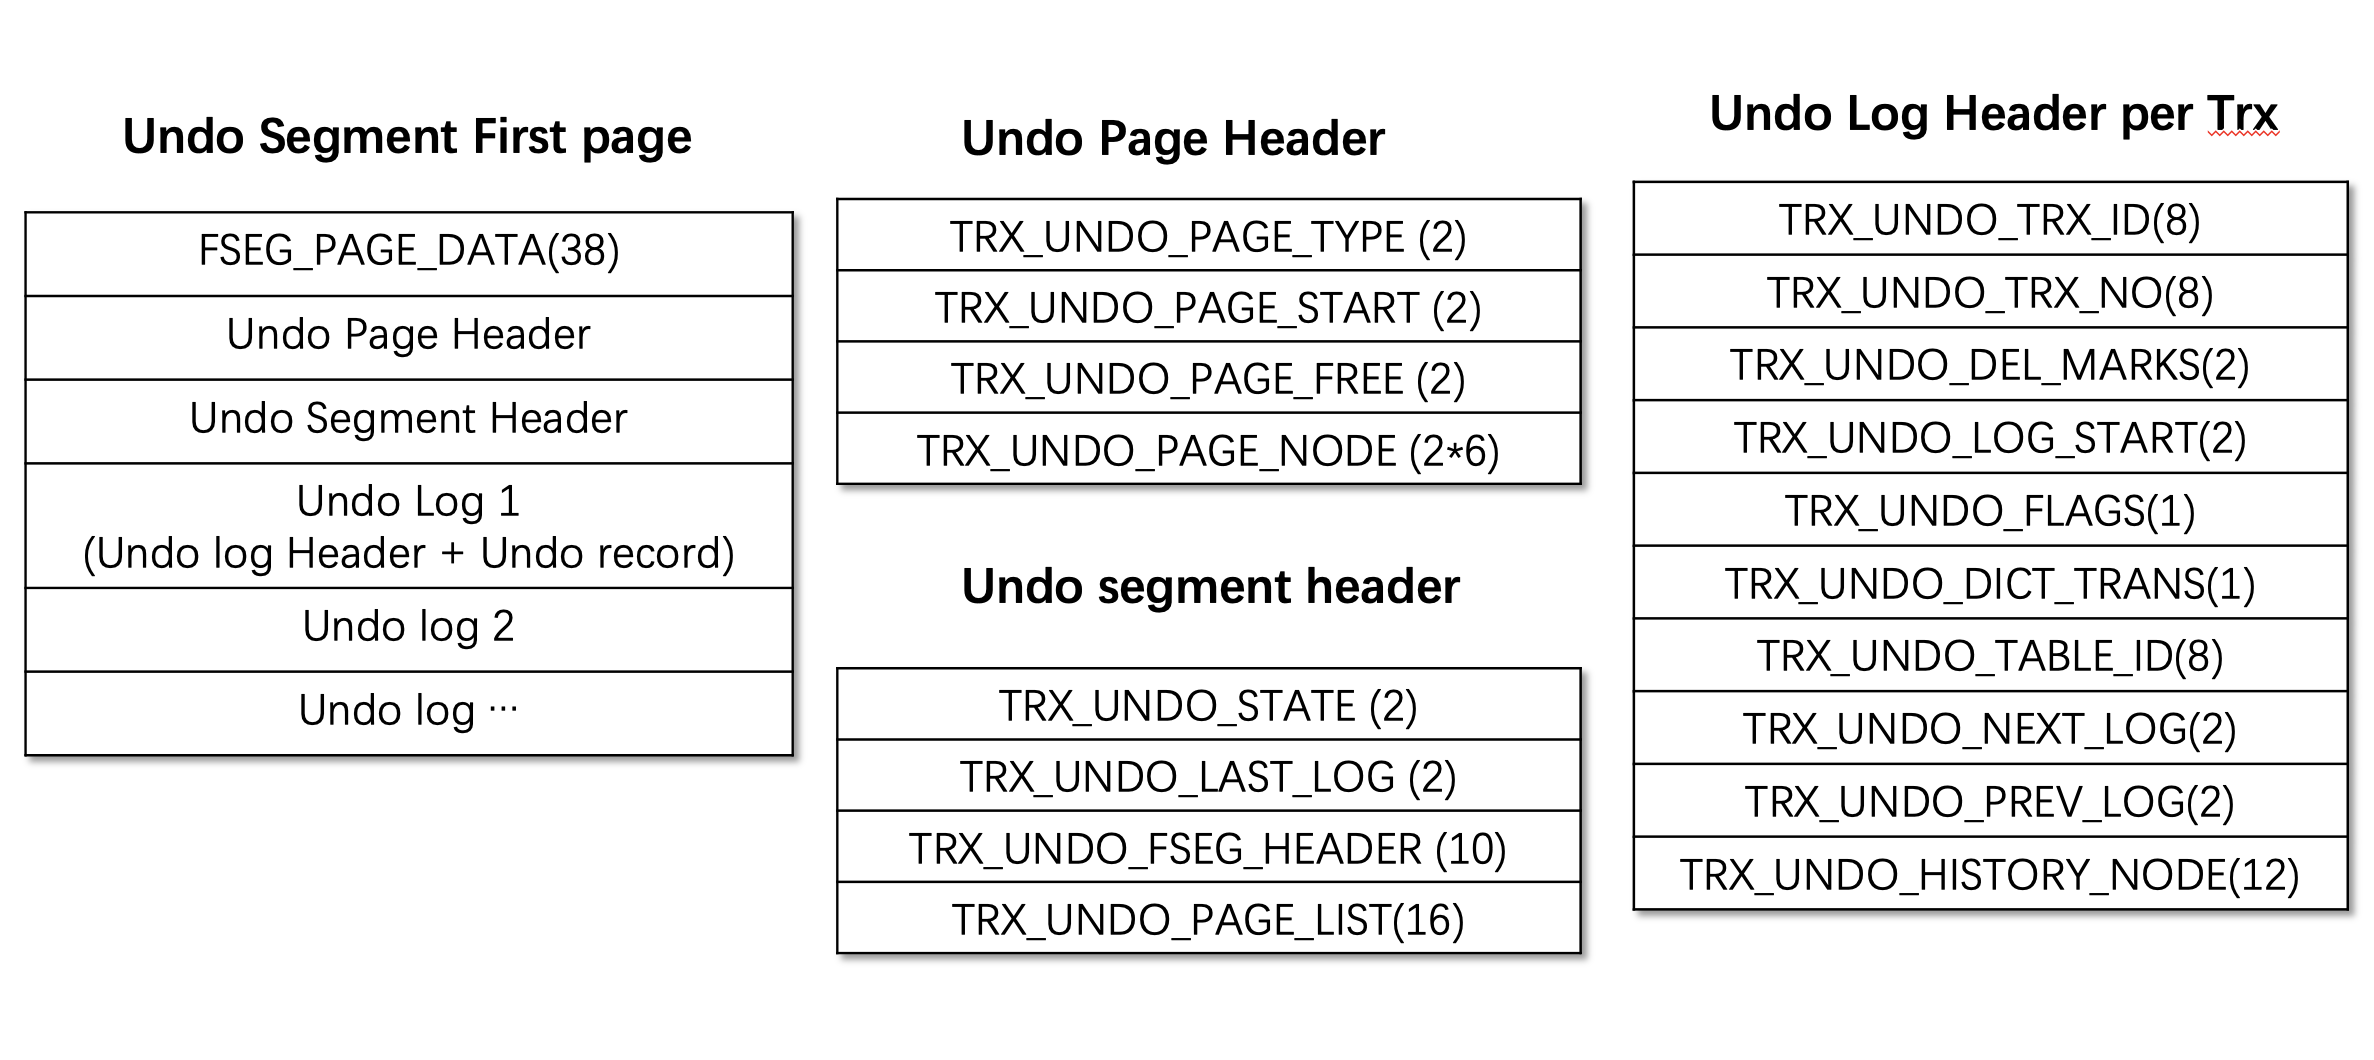 Undo Segment First page
FSEG_PAGE_DATA(38)
Undo Page Header
Undo Segment Header
Undo Log 1
(Undo log Header + Undo record)
Undo log 2
Undo log ···
Undo Page Header
TRX_UNDO_PAGE_TYPE (2)
TRX_UNDO_PAGE_START (2)
TRX_UNDO_PAGE_FREE (2)
TRX_UNDO_PAGE_NODE (2*6)
Undo segment header
TRX_UNDO_STATE (2)
TRX_UNDO_LAST_LOG (2)
TRX_UNDO_FSEG_HEADER (10)
TRX_UNDO_PAGE_LIST(16)
Undo Log Header per Trx
TRX_UNDO_TRX_ID(8)
TRX_UNDO_TRX_NO(8)
TRX_UNDO_DEL_MARKS(2)
TRX_UNDO_LOG_START(2)
TRX_UNDO_FLAGS(1)
TRX_UNDO_DICT_TRANS(1)
TRX_UNDO_TABLE_ID(8)
TRX_UNDO_NEXT_LOG(2)
TRX_UNDO_PREV_LOG(2)
TRX_UNDO_HISTORY_NODE(12)